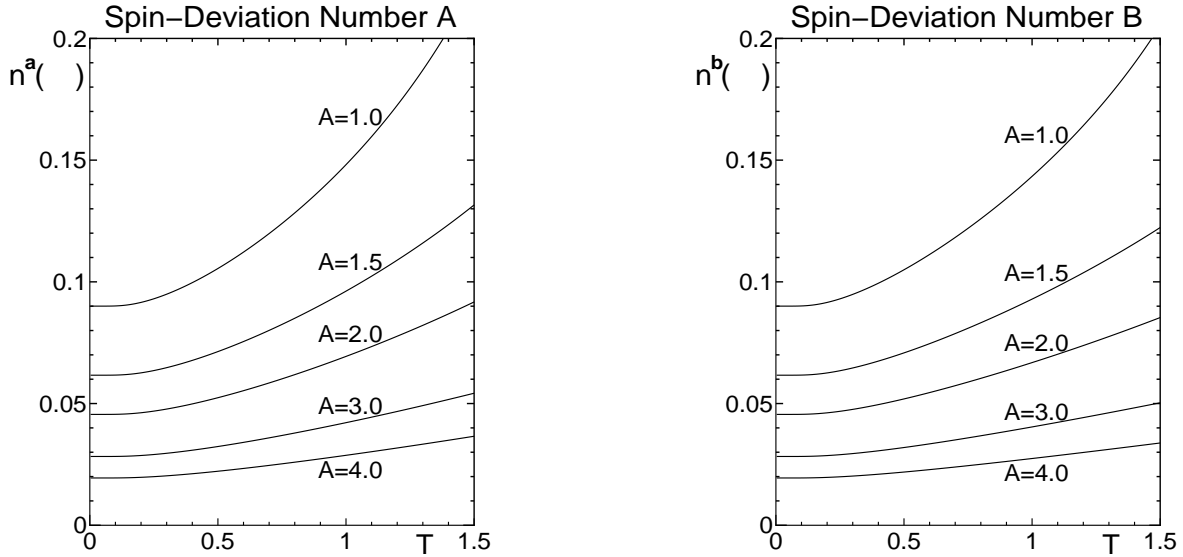 Spin−Deviation Number A
0.2
nᵃ( )
A=1.0
0.15
A=1.5
0.1
A=2.0
0.05
A=3.0
A=4.0
0
0 0.5 1 T 1.5
Spin−Deviation Number B
0.2
nᵇ( )
A=1.0
0.15
A=1.5
0.1
A=2.0
0.05
A=3.0
A=4.0
0
0 0.5 1 T 1.5